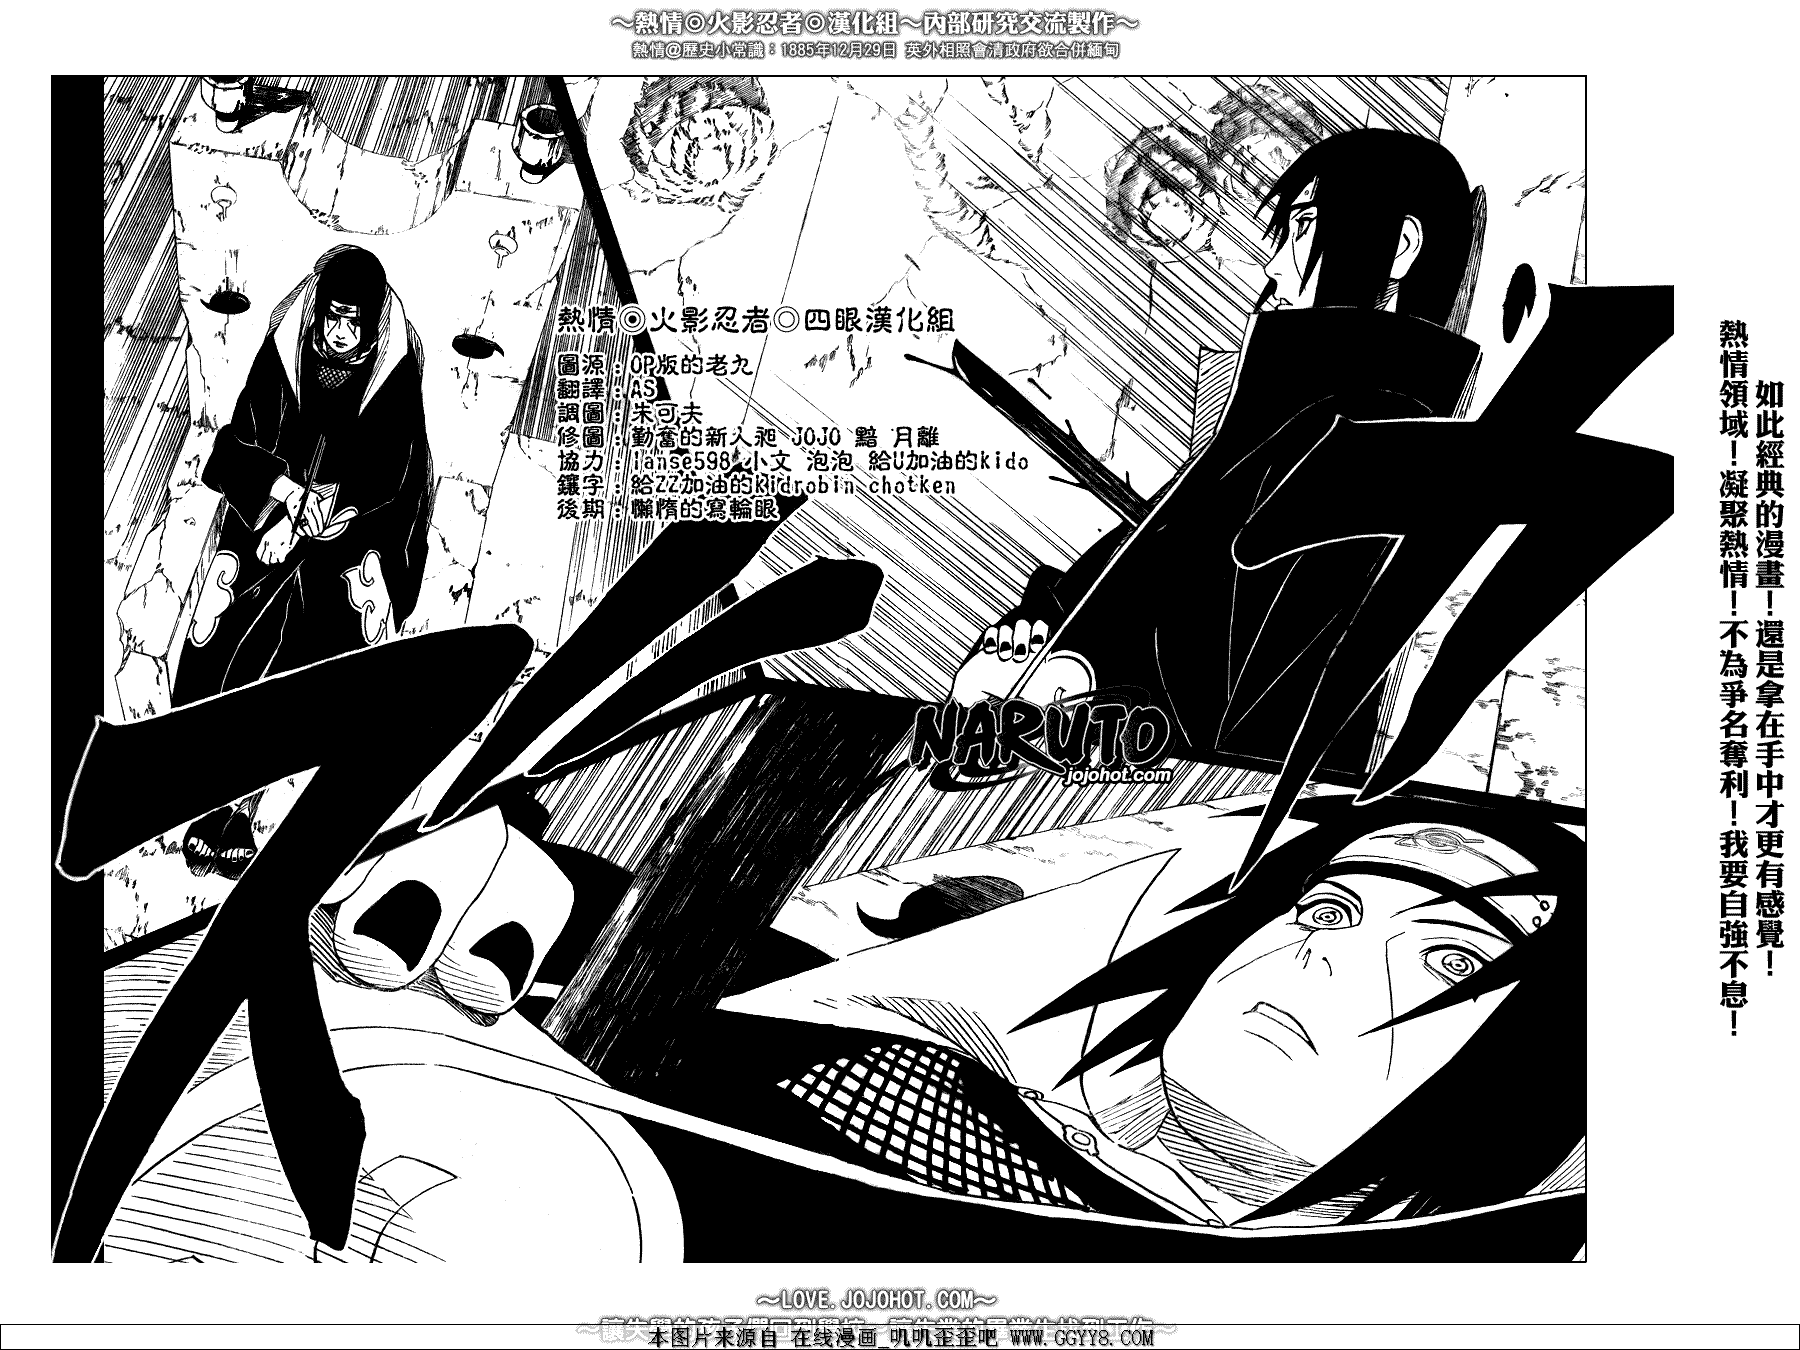 ～熱情◎火影忍者◎漢化組～內部研究交流製作～
熱情@歷史小常識：1885年12月29日 英外相照會清政府欲合併緬甸
熱情◎火影忍者◎四眼漢化組
圖源：OP版的老九
翻譯：AS
調圖：朱可夫
修圖：勤奮的新人昶 JOJO 黯 月離
協力：ianse598 小文 泡泡 給U加油的kido
鑲字：給ZZ加油的kidrobin chotken
後期：懶惰的寫輪眼
NARUTO
jojohot.com
如此經典的漫畫！還是拿在手中才更有感覺！
熱情領域！凝聚熱情！不為爭名奪利！我要自強不息！
～LOVE.JOJOHOT.COM～
本图片来源自 在线漫画_叽叽歪歪吧 www.GGYY8.COM